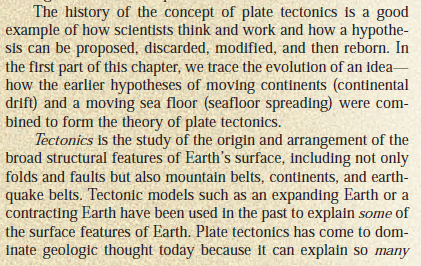 The history of the concept of plate tectonics is a good
example of how scientists think and work and how a hypothe-
sis can be proposed, discarded, modified, and then reborn. In
the first part of this chapter, we trace the evolution of an idea—
how the earlier hypotheses of moving continents (continental
drift) and a moving sea floor (seafloor spreading) were com-
bined to form the theory of plate tectonics.
Tectonics is the study of the origin and arrangement of the
broad structural features of Earth's surface, including not only
folds and faults but also mountain belts, continents, and earth-
quake belts. Tectonic models such as an expanding Earth or a
contracting Earth have been used in the past to explain some of
the surface features of Earth. Plate tectonics has come to dom-
inate geologic thought today because it can explain so many